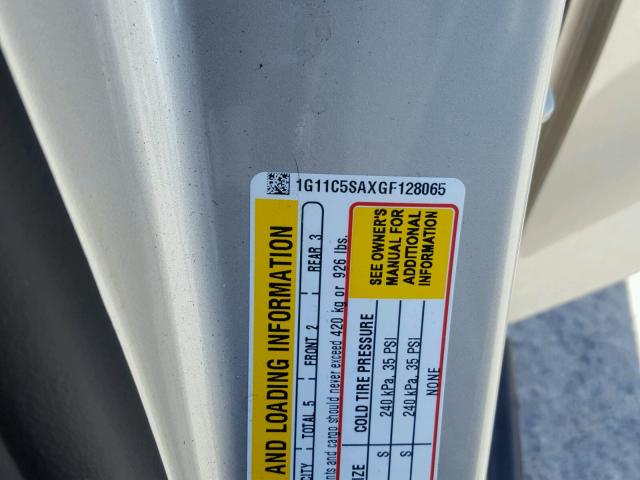 1G11C5SAXGF128065
AND LOADING INFORMATION
CITY | TOTAL 5 | FRONT 2 | REAR 3
and cargo should never exceed 420 kg or 926 lbs.
COLD TIRE PRESSURE
SEE OWNER'S
MANUAL FOR
ADDITIONAL
INFORMATION
S 240 kPa, 35 PSI
S 240 kPa, 35 PSI
NONE